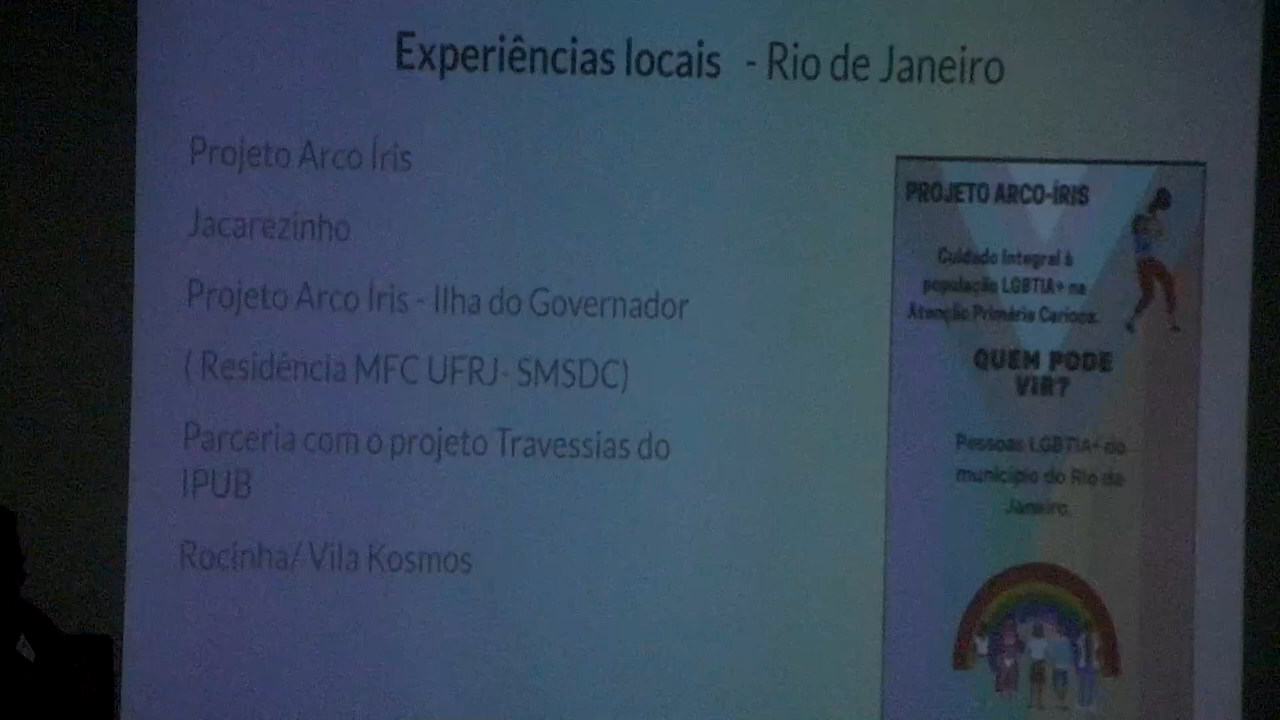 Experiências locais - Rio de Janeiro
Projeto Arco Íris
Jacarezinho
Projeto Arco Íris - Ilha do Governador
( Residência MFC UFRJ- SMSDC)
Parceria com o projeto Travessias do
IPUB
Rocinha/ Vila Kosmos
PROJETO ARCO-ÍRIS
Cuidado Integral à
população LGBTIA+ na
Atenção Primária Carioca.
QUEM PODE
VIR?
Pessoas LGBTIA+ do
município do Rio de
Janeiro